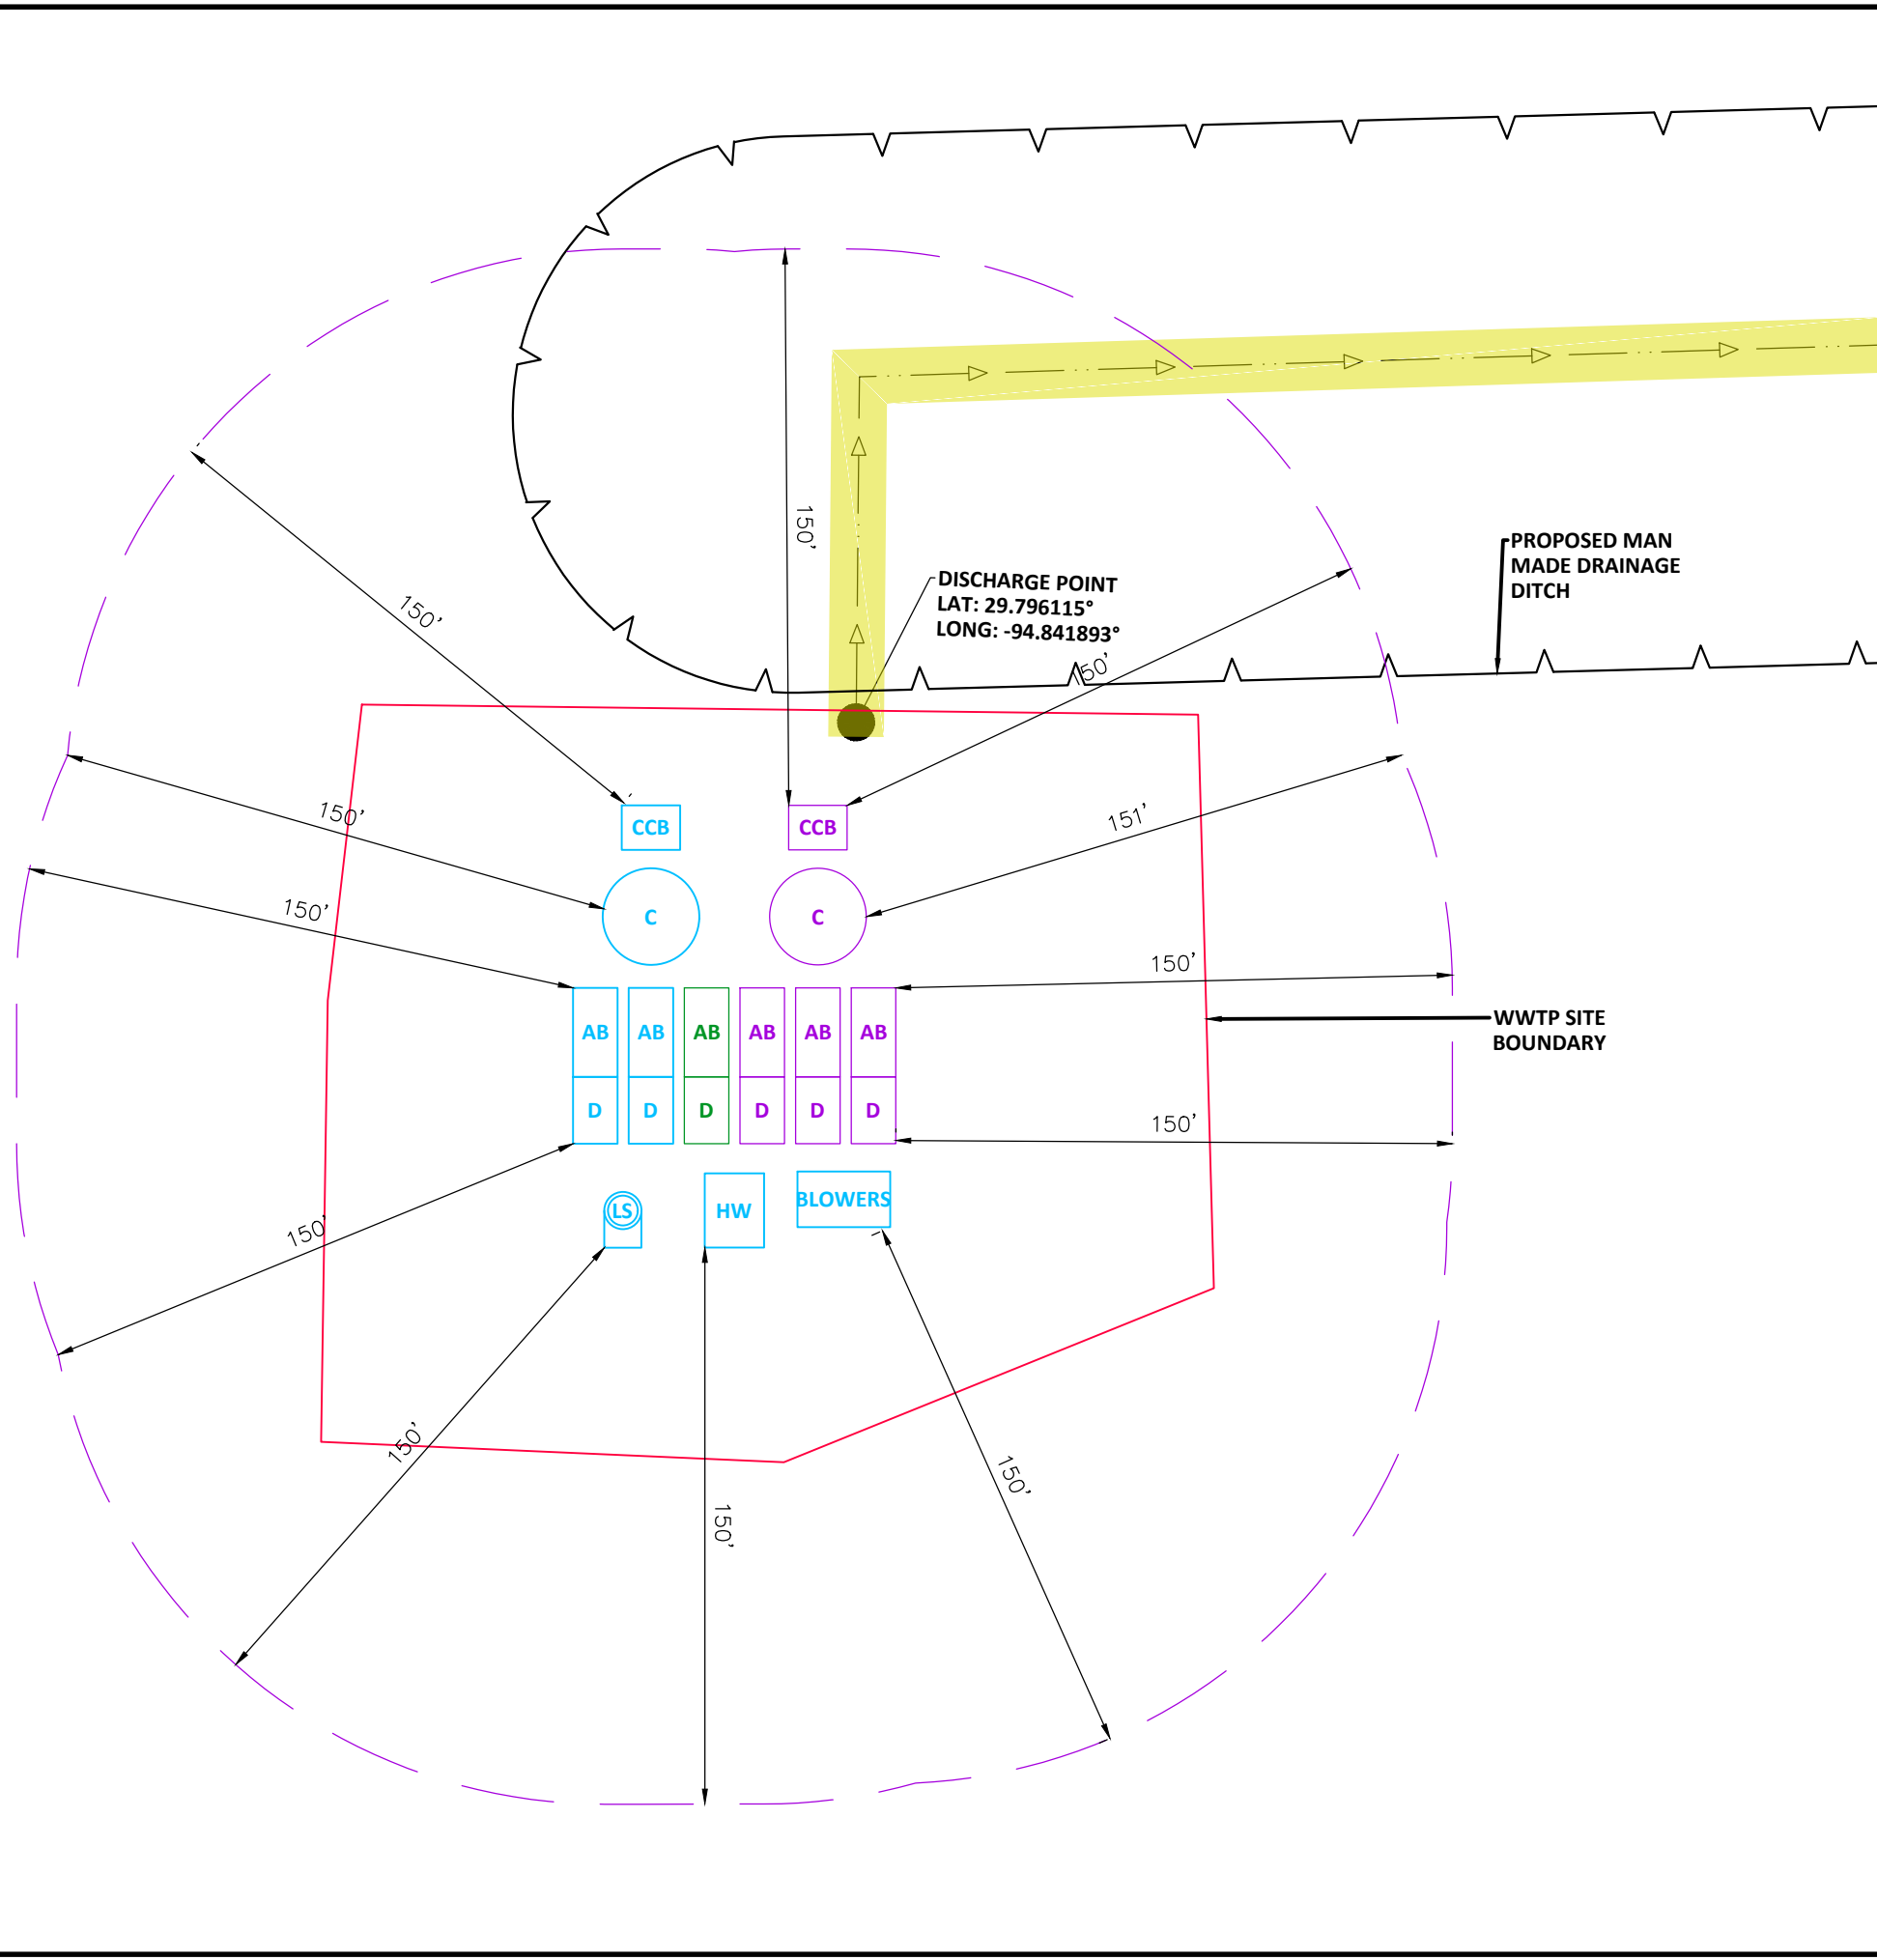 150'
PROPOSED MAN
MADE DRAINAGE
DITCH
DISCHARGE POINT
LAT: 29.796115°
LONG: -94.841893°
150'
150'
150'
CCB
CCB
151'
150'
C
C
150'
WWTP SITE
BOUNDARY
AB
AB
AB
AB
AB
AB
D
D
D
D
D
D
150'
150'
LS
HW
BLOWERS
150'
150'
150'